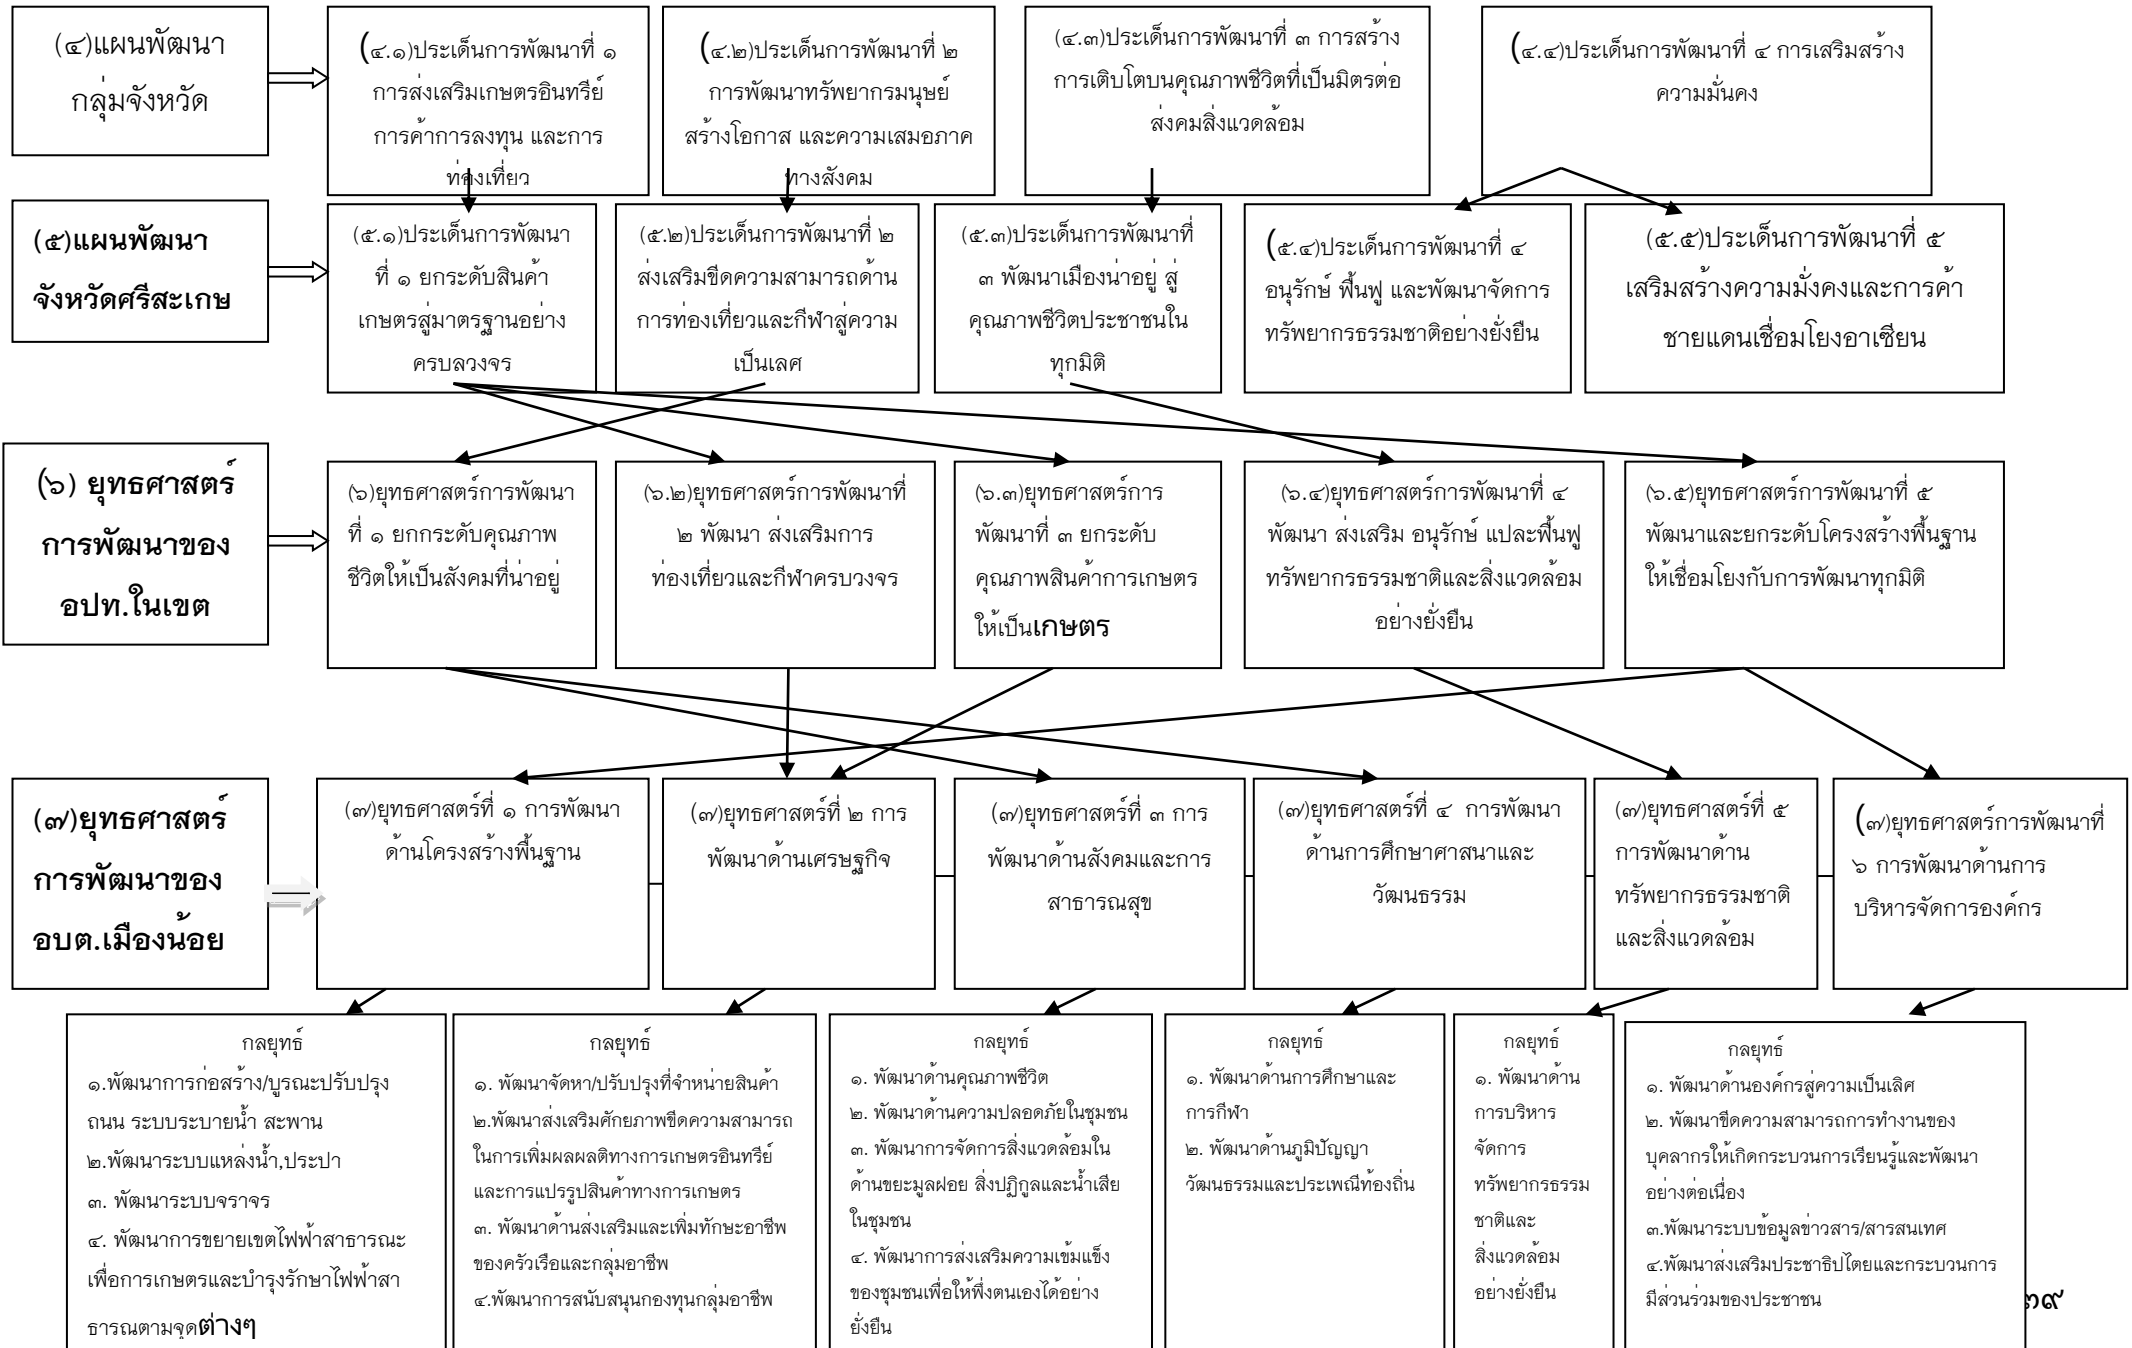 (๔)แผนพัฒนา
กลุ่มจังหวัด
(๔.๑)ประเด็นการพัฒนาที่ ๑
การส่งเสริมเกษตรอินทรีย์
การค้าการลงทุน และการ
ท่องเที่ยว
(๔.๒)ประเด็นการพัฒนาที่ ๒
การพัฒนาทรัพยากรมนุษย์
สร้างโอกาส และความเสมอภาค
ทางสังคม
(๔.๓)ประเด็นการพัฒนาที่ ๓ การสร้าง
การเติบโตบนคุณภาพชีวิตที่เป็นมิตรต่อ
ส่งคมสิ่งแวดล้อม
(๔.๔)ประเด็นการพัฒนาที่ ๔ การเสริมสร้าง
ความมั่นคง
(๕)แผนพัฒนา
จังหวัดศรีสะเกษ
(๕.๑)ประเด็นการพัฒนา
ที่ ๑ ยกระดับสินค้า
เกษตรสู่มาตรฐานอย่าง
ครบลวงจร
(๕.๒)ประเด็นการพัฒนาที่ ๒
ส่งเสริมขีดความสามารถด้าน
การท่องเที่ยวและกีฬาสู่ความ
เป็นเลศ
(๕.๓)ประเด็นการพัฒนาที่
๓ พัฒนาเมืองน่าอยู่ สู่
คุณภาพชีวิตประชาชนใน
ทุกมิติ
(๕.๔)ประเด็นการพัฒนาที่ ๔
อนุรักษ์ พื้นฟู และพัฒนาจัดการ
ทรัพยากรธรรมชาติอย่างยั่งยืน
(๕.๕)ประเด็นการพัฒนาที่ ๕
เสริมสร้างความมั่งคงและการค้า
ชายแดนเชื่อมโยงอาเซียน
(๖) ยุทธศาสตร์
การพัฒนาของ
อปท.ในเขต
(๖)ยุทธศาสตร์การพัฒนา
ที่ ๑ ยกกระดับคุณภาพ
ชีวิตให้เป็นสังคมที่น่าอยู่
(๖.๒)ยุทธศาสตร์การพัฒนาที่
๒ พัฒนา ส่งเสริมการ
ท่องเที่ยวและกีฬาครบวงจร
(๖.๓)ยุทธศาสตร์การ
พัฒนาที่ ๓ ยกระดับ
คุณภาพสินค้าการเกษตร
ให้เป็นเกษตร
(๖.๔)ยุทธศาสตร์การพัฒนาที่ ๔
พัฒนา ส่งเสริม อนุรักษ์ แปละพื้นฟู
ทรัพยากรธรรมชาติและสิ่งแวดล้อม
อย่างยั่งยืน
(๖.๕)ยุทธศาสตร์การพัฒนาที่ ๕
พัฒนาและยกระดับโครงสร้างพื้นฐาน
ให้เชื่อมโยงกับการพัฒนาทุกมิติ
(๗)ยุทธศาสตร์
การพัฒนาของ
อบต.เมืองน้อย
(๗)ยุทธศาสตร์ที่ ๑ การพัฒนา
ด้านโครงสร้างพื้นฐาน
(๗)ยุทธศาสตร์ที่ ๒ การ
พัฒนาด้านเศรษฐกิจ
(๗)ยุทธศาสตร์ที่ ๓ การ
พัฒนาด้านสังคมและการ
สาธารณสุข
(๗)ยุทธศาสตร์ที่ ๔ การพัฒนา
ด้านการศึกษาศาสนาและ
วัฒนธรรม
(๗)ยุทธศาสตร์ที่ ๕
การพัฒนาด้าน
ทรัพยากรธรรมชาติ
และสิ่งแวดล้อม
(๗)ยุทธศาสตร์การพัฒนาที่
๖ การพัฒนาด้านการ
บริหารจัดการองค์กร
กลยุทธ์
๑.พัฒนาการก่อสร้าง/บูรณะปรับปรุง
ถนน ระบบระบายน้ำ สะพาน
๒.พัฒนาระบบแหล่งน้ำ,ประปา
๓. พัฒนาระบบจราจร
๔. พัฒนาการขยายเขตไฟฟ้าสาธารณะ
เพื่อการเกษตรและบำรุงรักษาไฟฟ้าสา
ธารณตามจุดต่างๆ
กลยุทธ์
๑. พัฒนาจัดหา/ปรับปรุงที่จำหน่ายสินค้า
๒.พัฒนาส่งเสริมศักยภาพขีดความสามารถ
ในการเพิ่มผลผลติทางการเกษตรอินทรีย์
และการแปรรูปสินค้าทางการเกษตร
๓. พัฒนาด้านส่งเสริมและเพิ่มทักษะอาชีพ
ของครัวเรือและกลุ่มอาชีพ
๔.พัฒนาการสนับสนุนกองทุนกลุ่มอาชีพ
กลยุทธ์
๑. พัฒนาด้านคุณภาพชีวิต
๒. พัฒนาด้านความปลอดภัยในชุมชน
๓. พัฒนาการจัดการสิ่งแวดล้อมใน
ด้านขยะมูลฝอย สิ่งปฏิกูลและน้ำเสีย
ในชุมชน
๔. พัฒนาการส่งเสริมความเข้มแข็ง
ของชุมชนเพื่อให้พึ่งตนเองได้อย่าง
ยั่งยืน
กลยุทธ์
๑. พัฒนาด้านการศึกษาและ
การกีฬา
๒. พัฒนาด้านภูมิปัญญา
วัฒนธรรมและประเพณีท้องถิ่น
กลยุทธ์
๑. พัฒนาด้าน
การบริหาร
จัดการ
ทรัพยากรธรรม
ชาติและ
สิ่งแวดล้อม
อย่างยั่งยืน
กลยุทธ์
๑. พัฒนาด้านองค์กรสู่ความเป็นเลิศ
๒. พัฒนาขีดความสามารถการทำงานของ
บุคลากรให้เกิดกระบวนการเรียนรู้และพัฒนา
อย่างต่อเนื่อง
๓.พัฒนาระบบข้อมูลข่าวสาร/สารสนเทศ
๔.พัฒนาส่งเสริมประชาธิปไตยและกระบวนการ
มีส่วนร่วมของประชาชน
๓๙